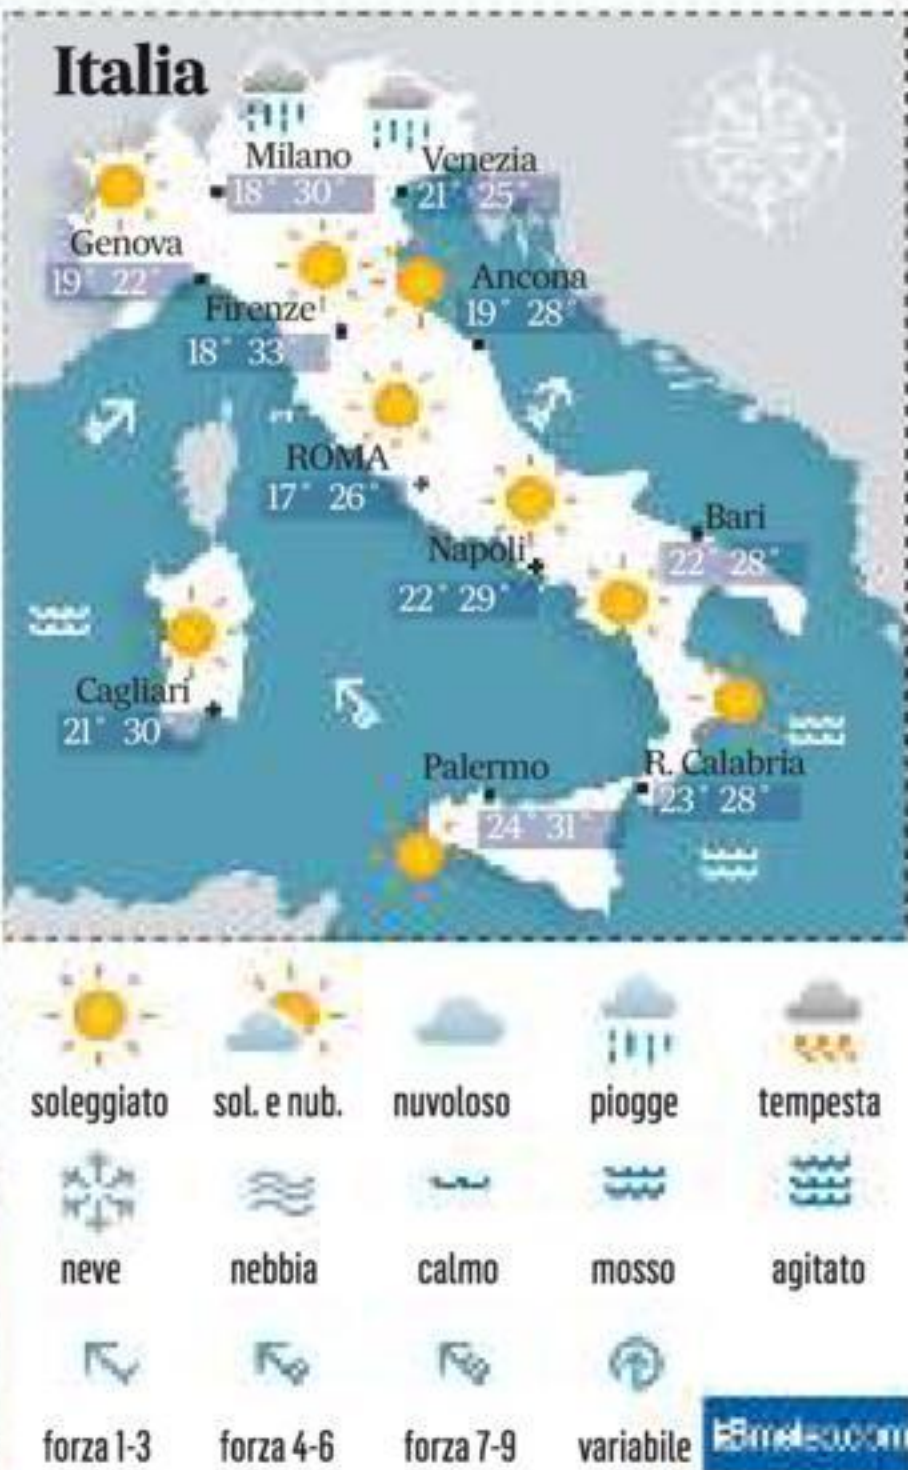 Italia
Milano
18° 30°
Venezia
21° 25°
Genova
19° 22°
Firenze
18° 33
Ancona
19° 28°
ROMA
17° 26°
Napoli
22° 29°
Bari
22° 28°
Cagliari
21° 30°
Palermo
24° 31°
R. Calabria
23° 28°
soleggiato sol. e nub. nuvoloso piogge tempesta
neve nebbia calmo mosso agitato
forza 1-3 forza 4-6 forza 7-9 variabile